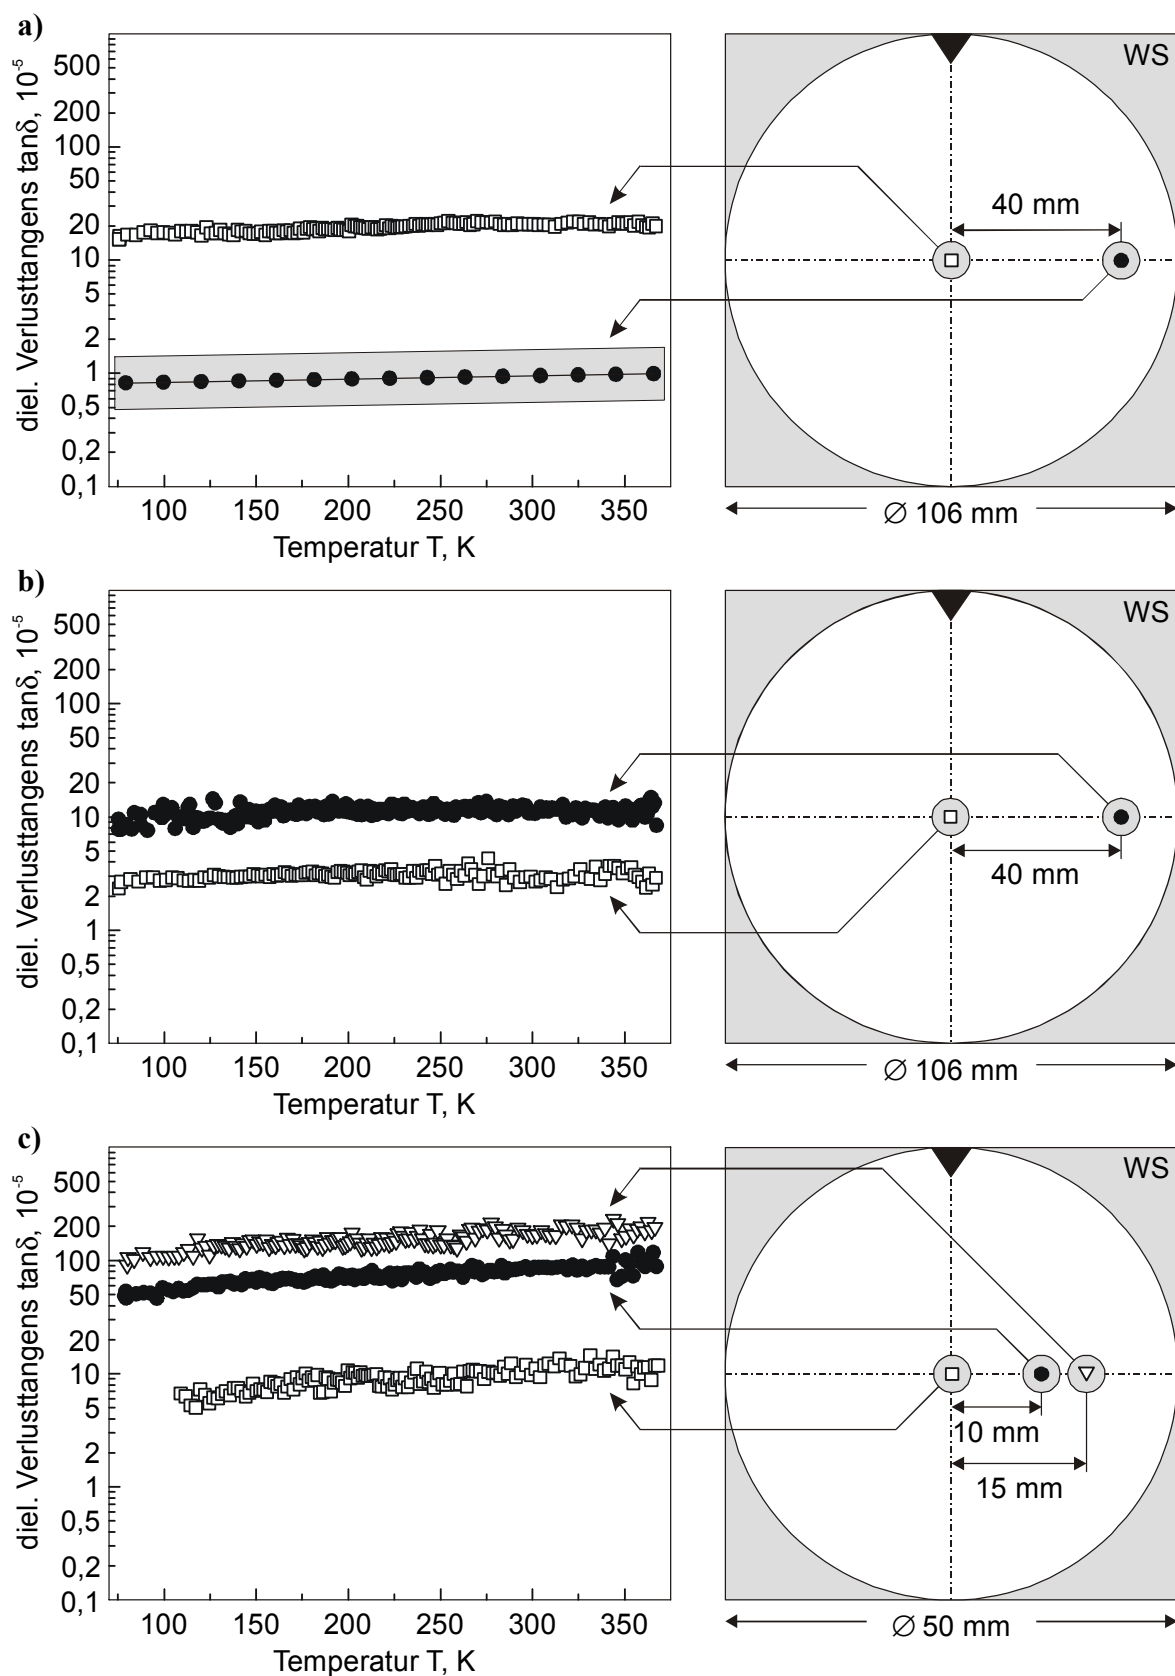 a)
diel. Verlusttangens tanδ, 10⁻⁵
500
200
100
50
20
10
5
2
1
0,5
0,2
0,1
100 150 200 250 300 350
Temperatur T, K
WS
40 mm
∅ 106 mm
b)
diel. Verlusttangens tanδ, 10⁻⁵
500
200
100
50
20
10
5
2
1
0,5
0,2
0,1
100 150 200 250 300 350
Temperatur T, K
WS
40 mm
∅ 106 mm
c)
diel. Verlusttangens tanδ, 10⁻⁵
500
200
100
50
20
10
5
2
1
0,5
0,2
0,1
100 150 200 250 300 350
Temperatur T, K
WS
10 mm
15 mm
∅ 50 mm